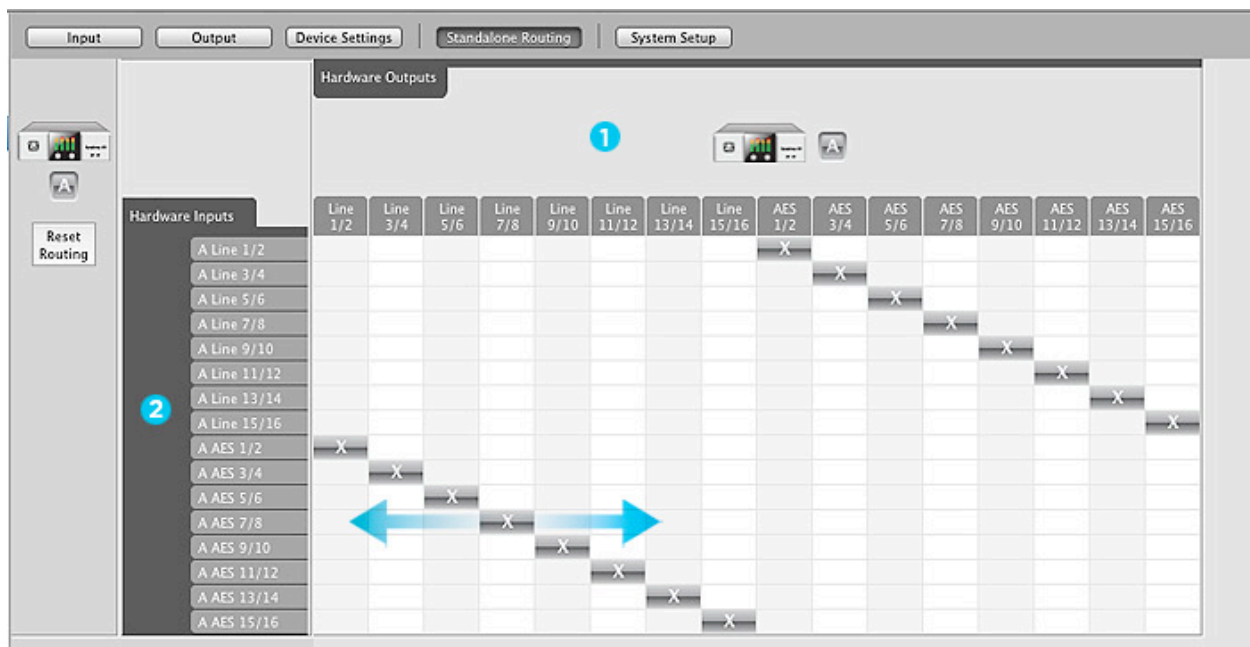 Input Output Device Settings Standalone Routing System Setup
Hardware Outputs
1
A
A
Hardware Inputs
Line 1/2 Line 3/4 Line 5/6 Line 7/8 Line 9/10 Line 11/12 Line 13/14 Line 15/16 AES 1/2 AES 3/4 AES 5/6 AES 7/8 AES 9/10 AES 11/12 AES 13/14 AES 15/16
Reset
Routing
A Line 1/2 X
A Line 3/4 X
A Line 5/6 X
A Line 7/8 X
A Line 9/10 X
A Line 11/12 X
A Line 13/14 X
2
A Line 15/16 X
A AES 1/2 X
A AES 3/4 X
A AES 5/6 X
A AES 7/8 X
A AES 9/10 X
A AES 11/12 X
A AES 13/14 X
A AES 15/16 X